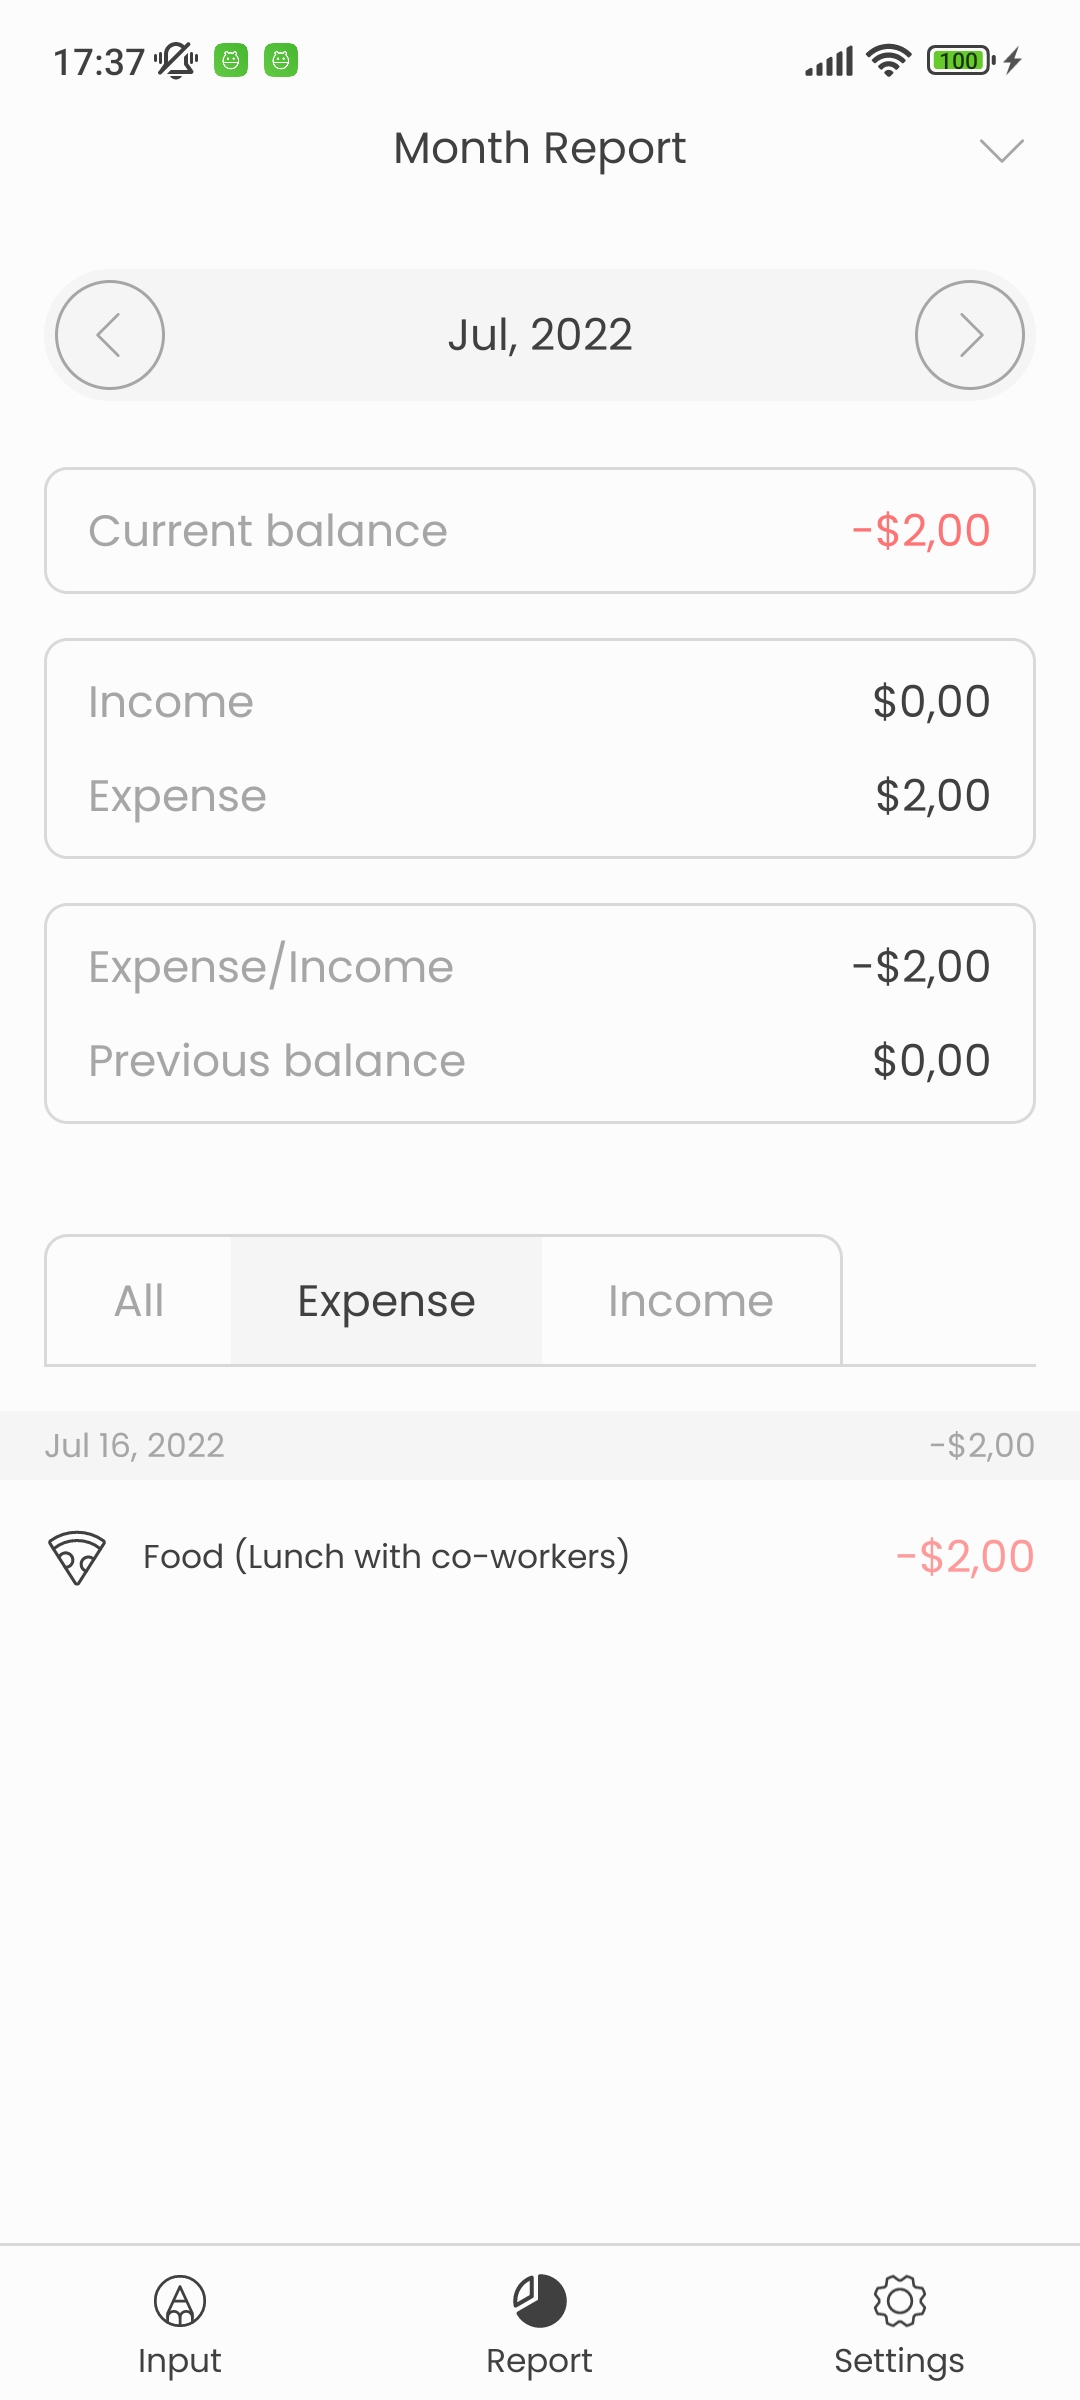 17:37
100
Month Report
Jul, 2022
Current balance -$2,00
Income $0,00
Expense $2,00
Expense/Income -$2,00
Previous balance $0,00
All Expense Income
Jul 16, 2022 -$2,00
Food (Lunch with co-workers) -$2,00
Input Report Settings